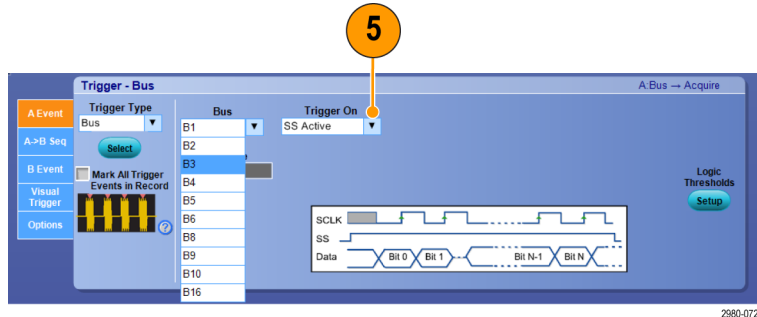 5
Trigger - Bus
A:Bus → Acquire
A Event
A->B Seq
B Event
Visual
Trigger
Options
Trigger Type
Bus
Select
Mark All Trigger
Events in Record
?
Bus
B1
B2
B3
B4
B5
B6
B8
B9
B10
B16
Trigger On
SS Active
SCLK
SS
Data
Bit 0
Bit 1
Bit N-1
Bit N
Logic
Thresholds
Setup
2980-072